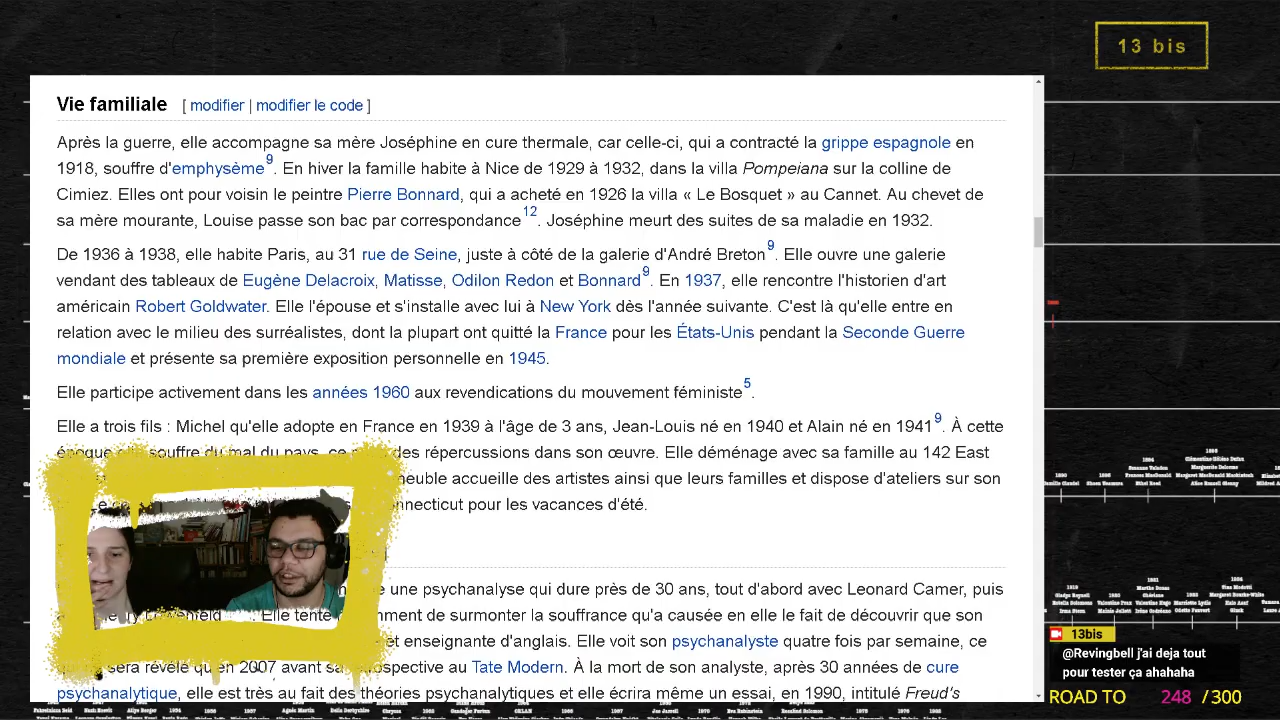 13 bis
Vie familiale [ modifier | modifier le code ]
Après la guerre, elle accompagne sa mère Joséphine en cure thermale, car celle-ci, qui a contracté la grippe espagnole en
1918, souffre d'emphysème9. En hiver la famille habite à Nice de 1929 à 1932, dans la villa Pompeiana sur la colline de
Cimiez. Elles ont pour voisin le peintre Pierre Bonnard, qui a acheté en 1926 la villa « Le Bosquet » au Cannet. Au chevet de
sa mère mourante, Louise passe son bac par correspondance12. Joséphine meurt des suites de sa maladie en 1932.
De 1936 à 1938, elle habite Paris, au 31 rue de Seine, juste à côté de la galerie d'André Breton9. Elle ouvre une galerie
vendant des tableaux de Eugène Delacroix, Matisse, Odilon Redon et Bonnard9. En 1937, elle rencontre l'historien d'art
américain Robert Goldwater. Elle l'épouse et s'installe avec lui à New York dès l'année suivante. C'est là qu'elle entre en
relation avec le milieu des surréalistes, dont la plupart ont quitté la France pour les États-Unis pendant la Seconde Guerre
mondiale et présente sa première exposition personnelle en 1945.
Elle participe activement dans les années 1960 aux revendications du mouvement féministe5.
Elle a trois fils : Michel qu'elle adopte en France en 1939 à l'âge de 3 ans, Jean-Louis né en 1940 et Alain né en 19419. À cette
époque elle souffre du mal du pays, ce des répercussions dans son œuvre. Elle déménage avec sa famille au 142 East
meuble accueille des artistes ainsi que leurs familles et dispose d'ateliers sur son
onnecticut pour les vacances d'été.
une psychanalyse qui dure près de 30 ans, tout d'abord avec Leonard Camer, puis
Elle tente ment de surmonter la souffrance qu'a causée en elle le fait de découvrir que son
et enseignante d'anglais. Elle voit son psychanalyste quatre fois par semaine, ce
sera révélé qu'en 2007 avant sa rospective au Tate Modern. À la mort de son analyste, après 30 années de cure
psychanalytique, elle est très au fait des théories psychanalytiques et elle écrira même un essai, en 1990, intitulé Freud's
13bis
@Revingbell j'ai deja tout
pour tester ça ahahaha
ROAD TO 248 /300